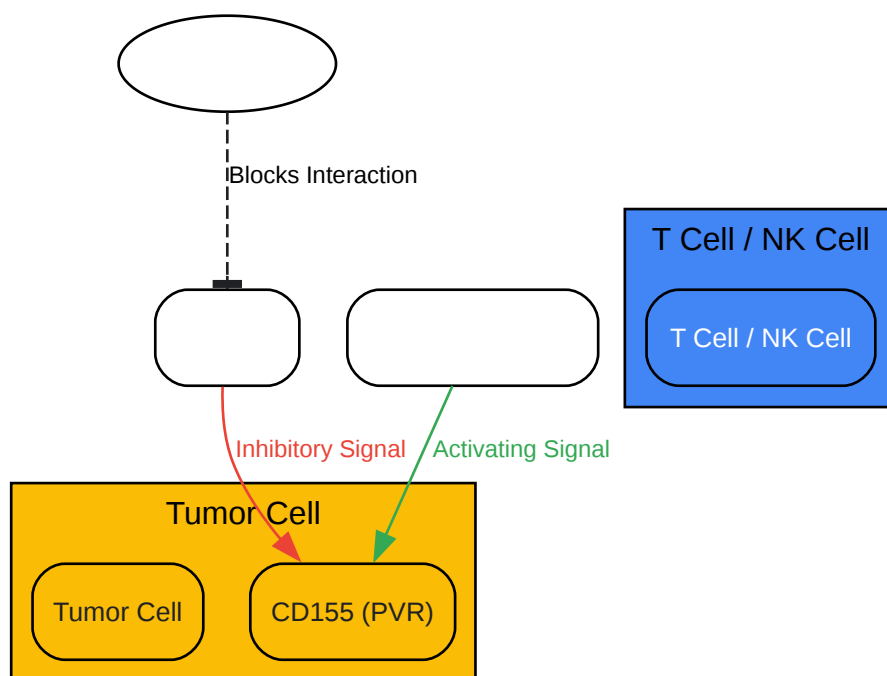 Blocks Interaction
T Cell / NK Cell
T Cell / NK Cell
Inhibitory Signal
Activating Signal
Tumor Cell
Tumor Cell
CD155 (PVR)